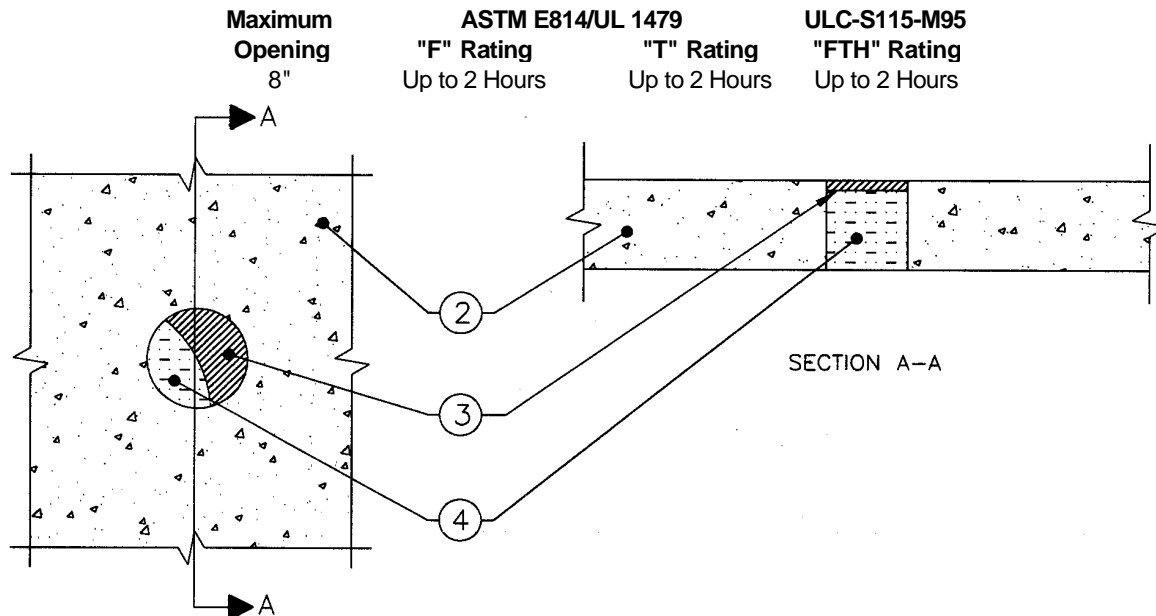 Maximum ASTM E814/UL 1479 ULC-S115-M95
Opening "F" Rating "T" Rating "FTH" Rating
8" Up to 2 Hours Up to 2 Hours Up to 2 Hours
A
2
SECTION A-A
3
4
A